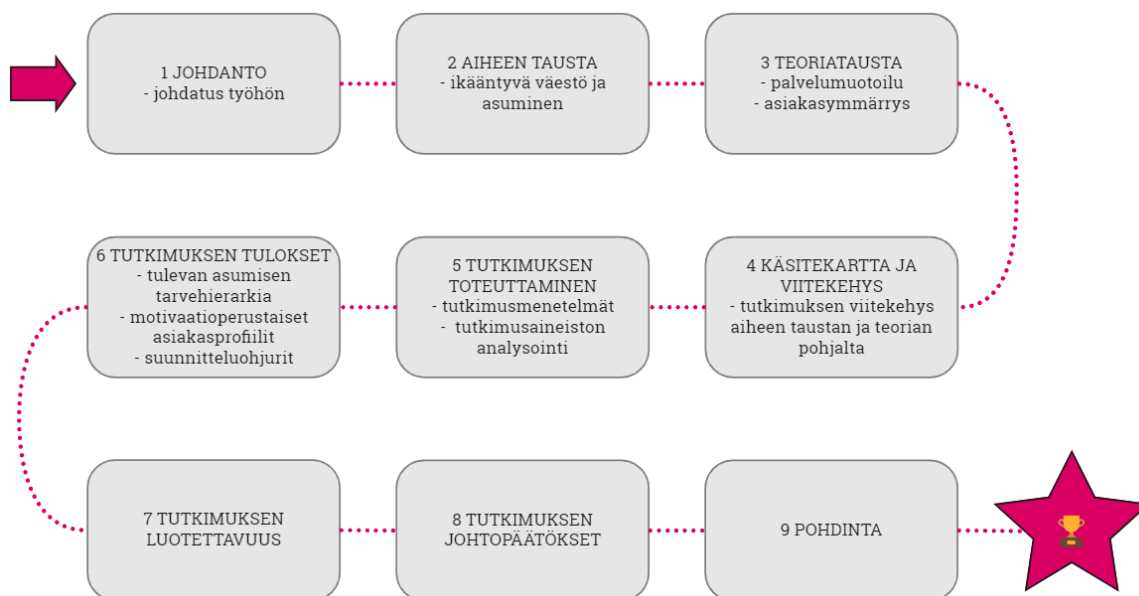 1 JOHDANTO
- johdatus työhön
2 AIHEEN TAUSTA
- ikääntyvä väestö ja
asuminen
3 TEORIATAUSTA
- palvelumuotoilu
- asiakasymmärrys
4 KÄSITEKARTTA JA
VIITEKEHYS
- tutkimuksen viitekehys
aiheen taustan ja teorian
pohjalta
5 TUTKIMUKSEN
TOTEUTTAMINEN
- tutkimusmenetelmät
- tutkimusaineiston
analysointi
6 TUTKIMUKSEN TULOKSET
- tulevan asumisen
tarvehierarkia
- motivaatioperustaiset
asiakasprofiilit
- suunnitteluohjurit
7 TUTKIMUKSEN
LUOTETTAVUUS
8 TUTKIMUKSEN
JOHTOPÄÄTÖKSET
9 POHDINTA